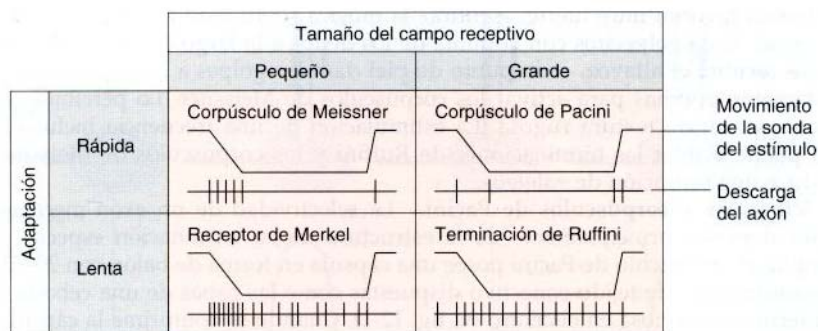 Tamaño del campo receptivo
Pequeño
Grande
Adaptación
Rápida
Corpúsculo de Meissner
Corpúsculo de Pacini
Movimiento
de la sonda
del estímulo
Descarga
del axón
Lenta
Receptor de Merkel
Terminación de Ruffini